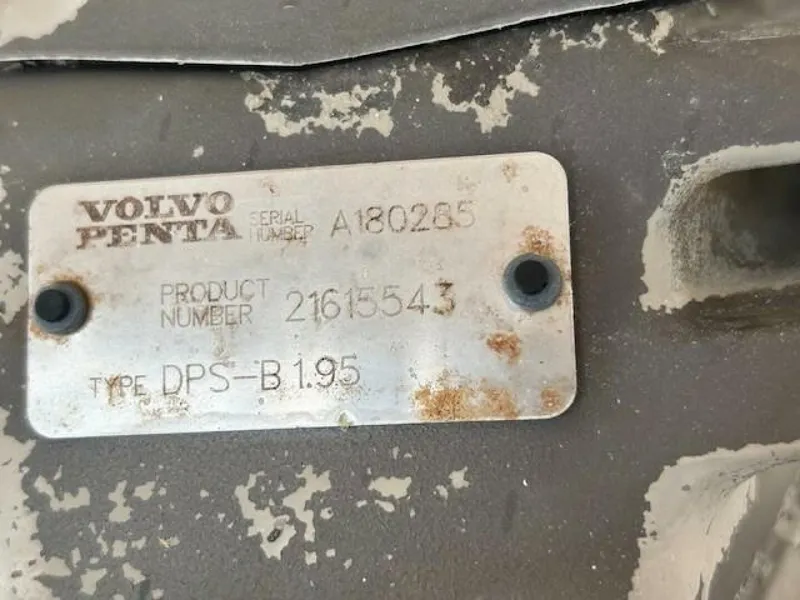 VOLVO PENTA SERIAL NUMBER A180285
PRODUCT NUMBER 21615543
TYPE DPS-B 1.95